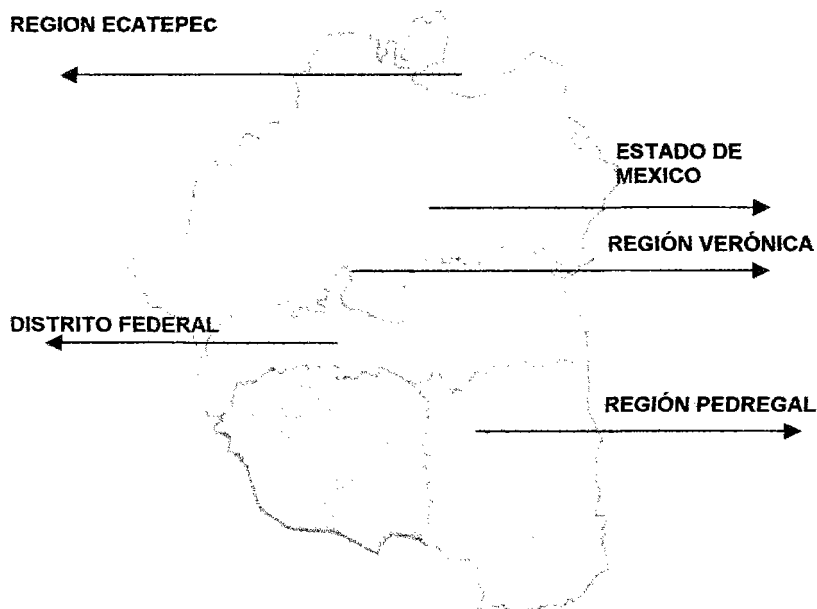 REGION ECATEPEc
ESTADO DE
MEXICO
REGIÓN VERÓNICA
DISTRITO FEDERAL
REGIÓN PEDREGAL